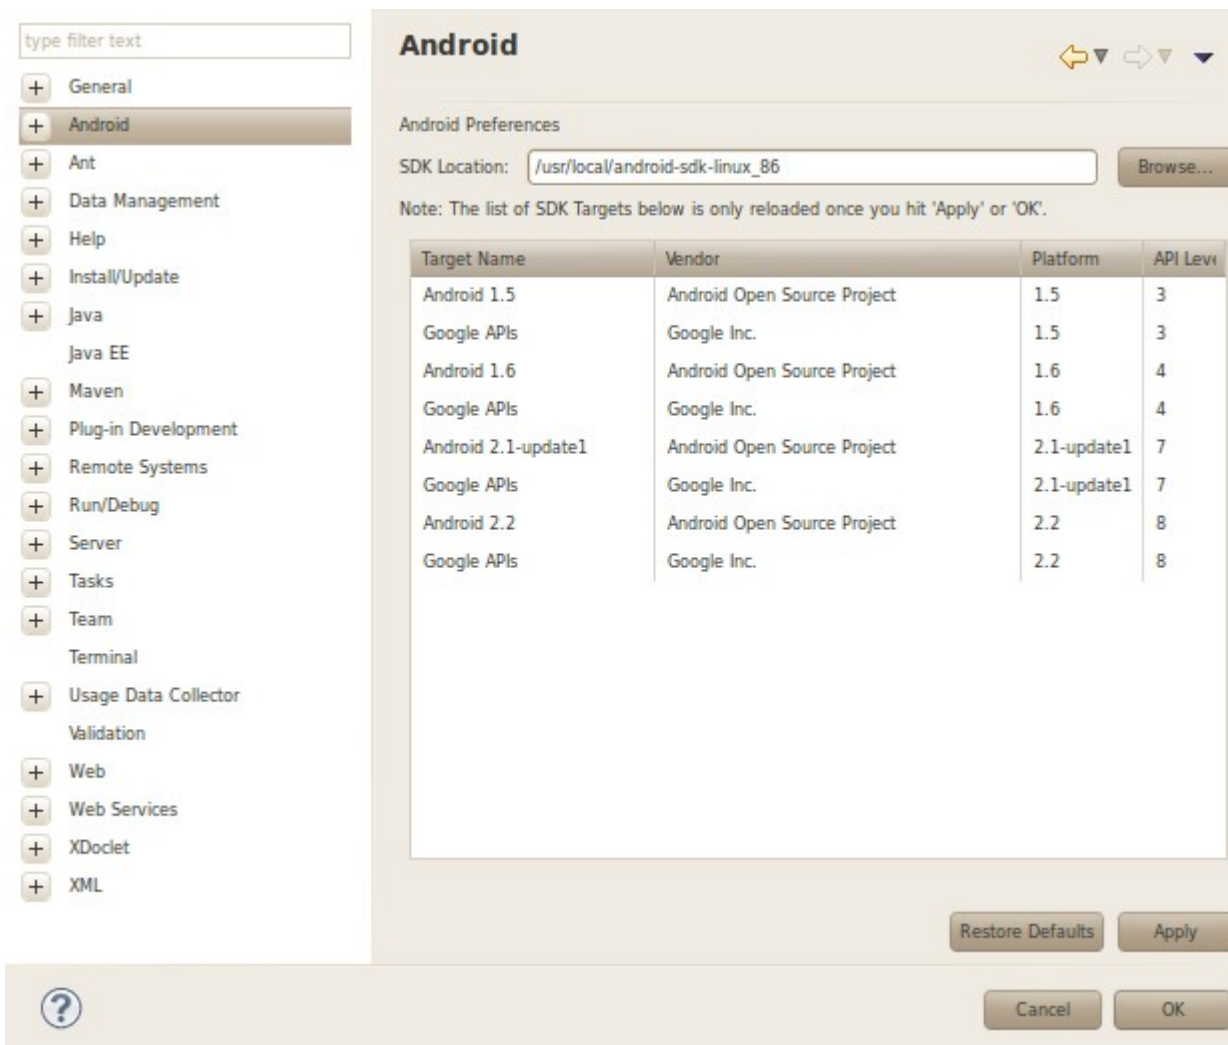 type filter text
General
Android
Ant
Data Management
Help
Install/Update
Java
Java EE
Maven
Plug-in Development
Remote Systems
Run/Debug
Server
Tasks
Team
Terminal
Usage Data Collector
Validation
Web
Web Services
XDoclet
XML
Android
Android Preferences
SDK Location: /usr/local/android-sdk-linux_86 Browse...
Note: The list of SDK Targets below is only reloaded once you hit 'Apply' or 'OK'.
Target Name Vendor Platform API Leve
Android 1.5 Android Open Source Project 1.5 3
Google APIs Google Inc. 1.5 3
Android 1.6 Android Open Source Project 1.6 4
Google APIs Google Inc. 1.6 4
Android 2.1-update1 Android Open Source Project 2.1-update1 7
Google APIs Google Inc. 2.1-update1 7
Android 2.2 Android Open Source Project 2.2 8
Google APIs Google Inc. 2.2 8
Restore Defaults Apply
? Cancel OK